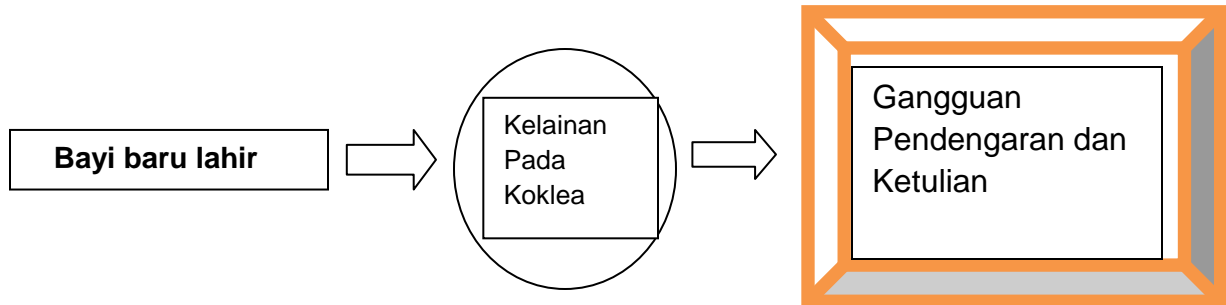 Bayi baru lahir
Kelainan
Pada
Koklea
Gangguan
Pendengaran dan
Ketulian